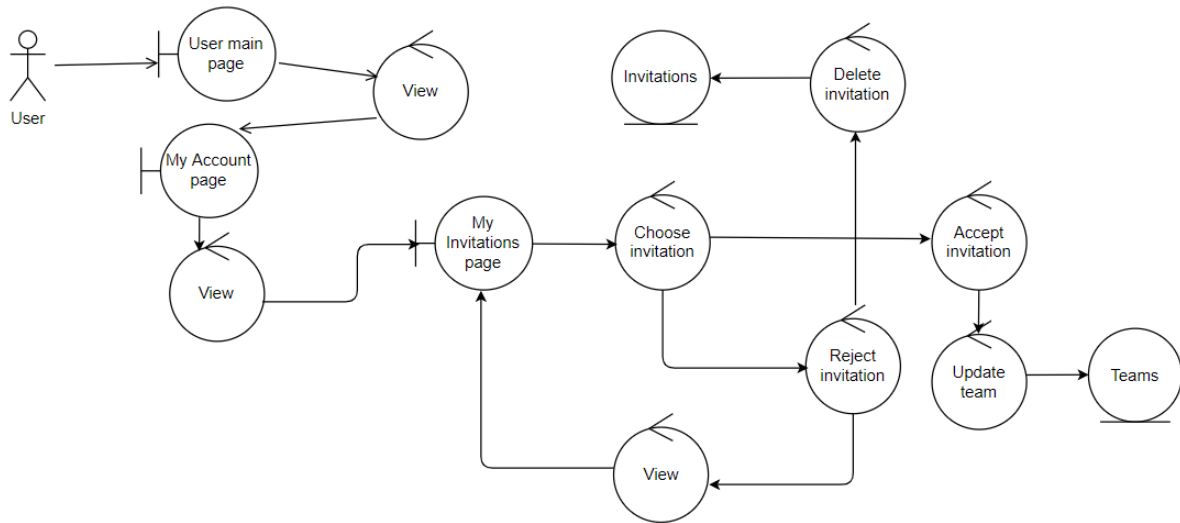 User main
page
View
User
Invitations
Delete
invitation
My Account
page
My
Invitations
page
Choose
invitation
Accept
invitation
View
Reject
invitation
Update
team
Teams
View